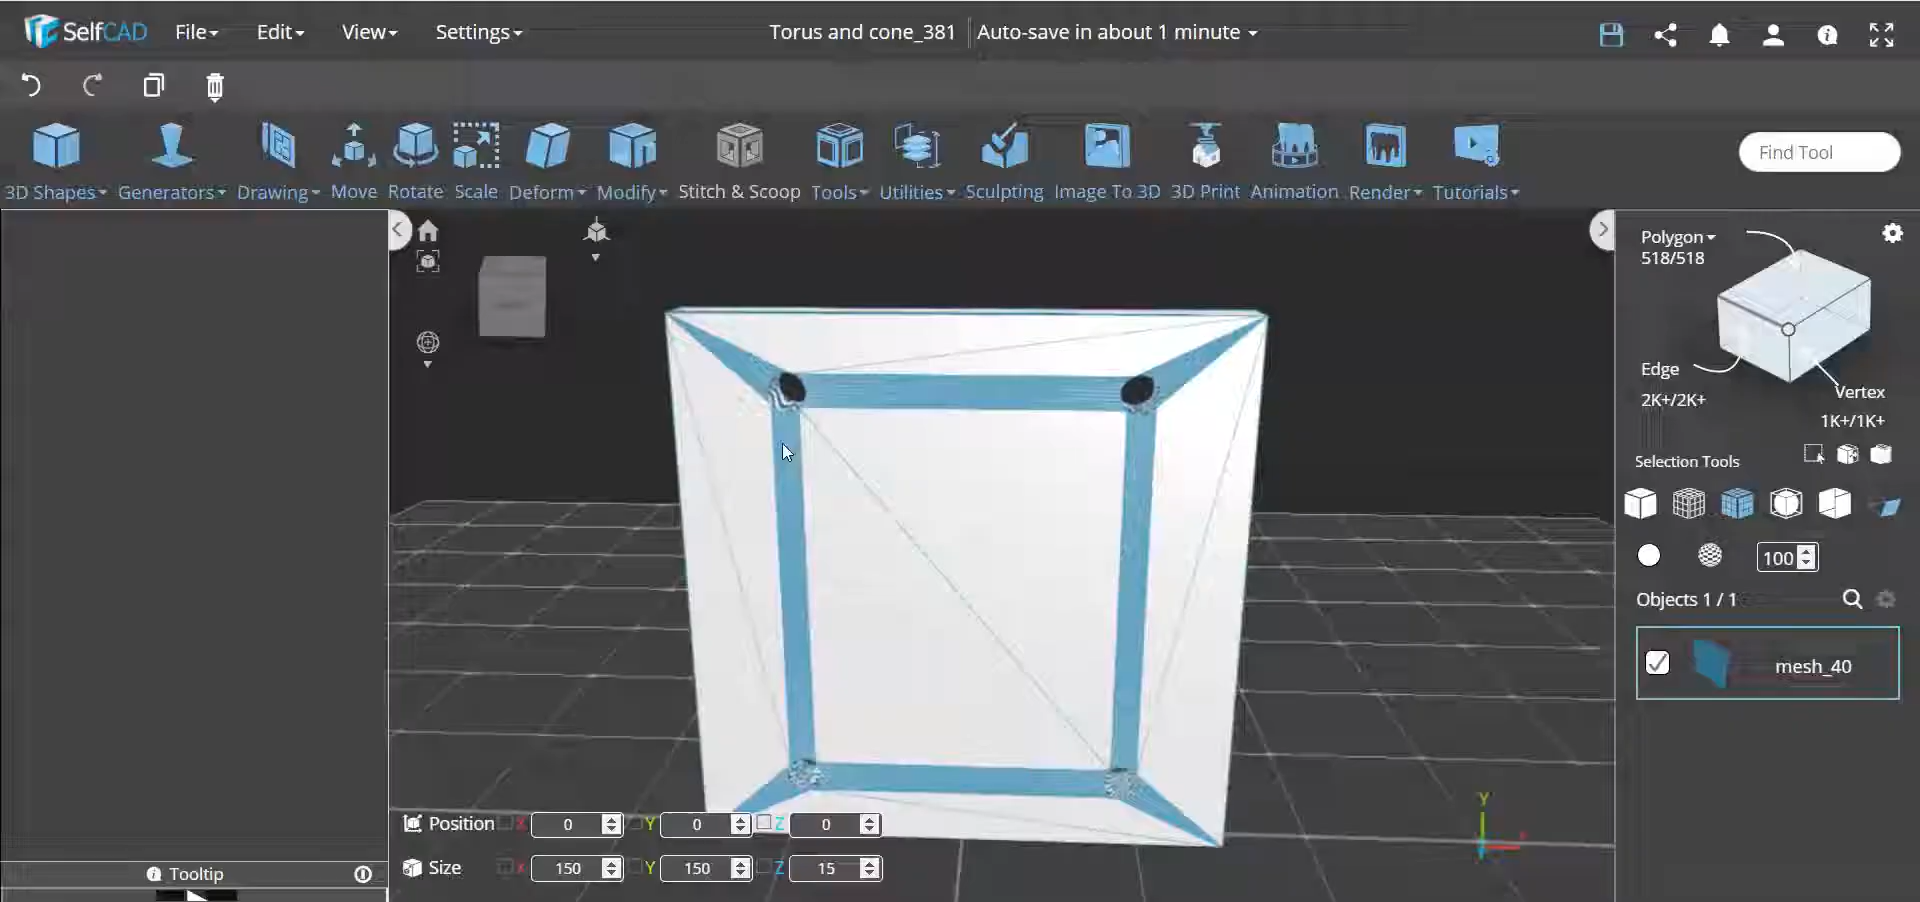 SelfCAD File Edit View Settings Torus and cone_381 Auto-save in about 1 minute
3D Shapes Generators Drawing Move Rotate Scale Deform Modify Stitch & Scoop Tools Utilities Sculpting Image To 3D 3D Print Animation Render Tutorials Find Tool
Polygon
518/518
Edge
2K+/2K+
Vertex
1K+/1K+
Selection Tools
100
Objects 1 / 1
mesh_40
Position X 0 Y 0 Z 0
Size X 150 Y 150 Z 15
Y
Tooltip